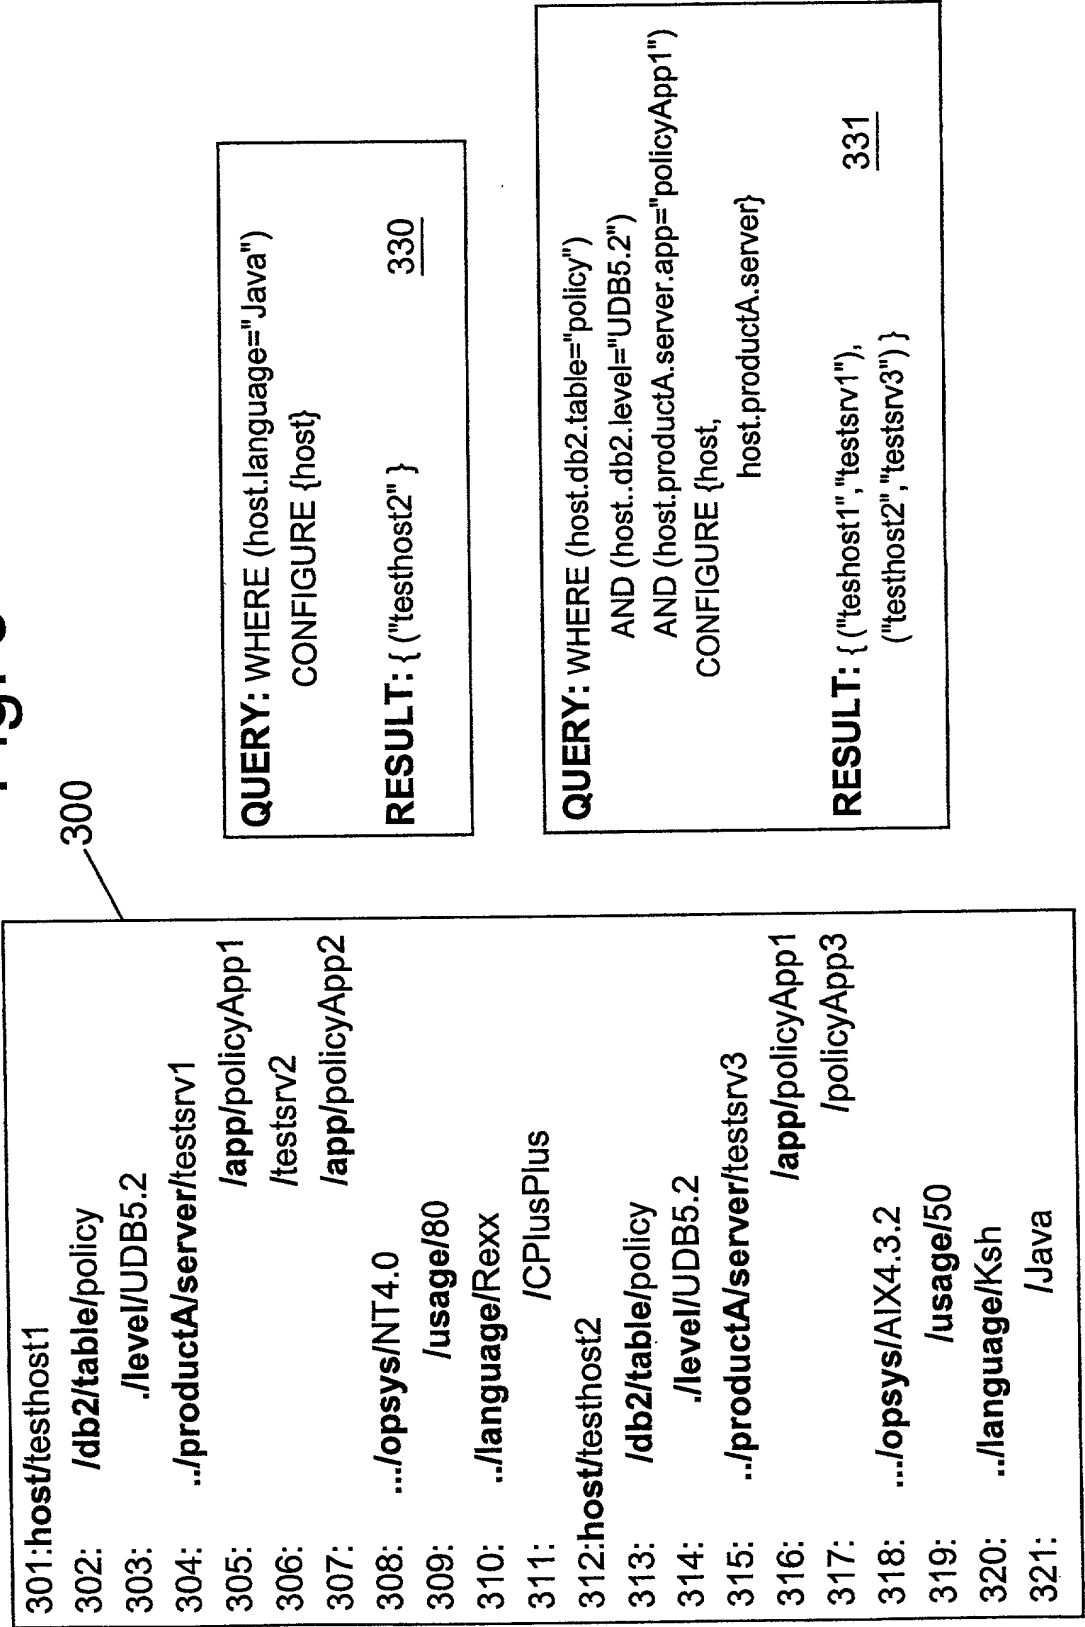 300
301:host/testhost1
302: /db2/table/policy
303: ./level/UDB5.2
304: ../productA/server/testsrv1
305: /app/policyApp1
306: /testsrv2
307: /app/policyApp2
308: .../opsys/NT4.0
309: /usage/80
310: ../language/Rexx
311: /CPlusPlus
312:host/testhost2
313: /db2/table/policy
314: ./level/UDB5.2
315: ../productA/server/testsrv3
316: /app/policyApp1
317: /policyApp3
318: .../opsys/AIX4.3.2
319: /usage/50
320: ../language/Ksh
321: /Java
QUERY: WHERE (host.language="Java")
CONFIGURE {host}
RESULT: { ("testhost2" }
330
QUERY: WHERE (host.db2.table="policy")
AND (host..db2.level="UDB5.2")
AND (host.productA.server.app="policyApp1")
CONFIGURE {host,
host.productA.server}
RESULT: { ("teshost1","testsrv1"),
("testhost2","testsrv3") }
331